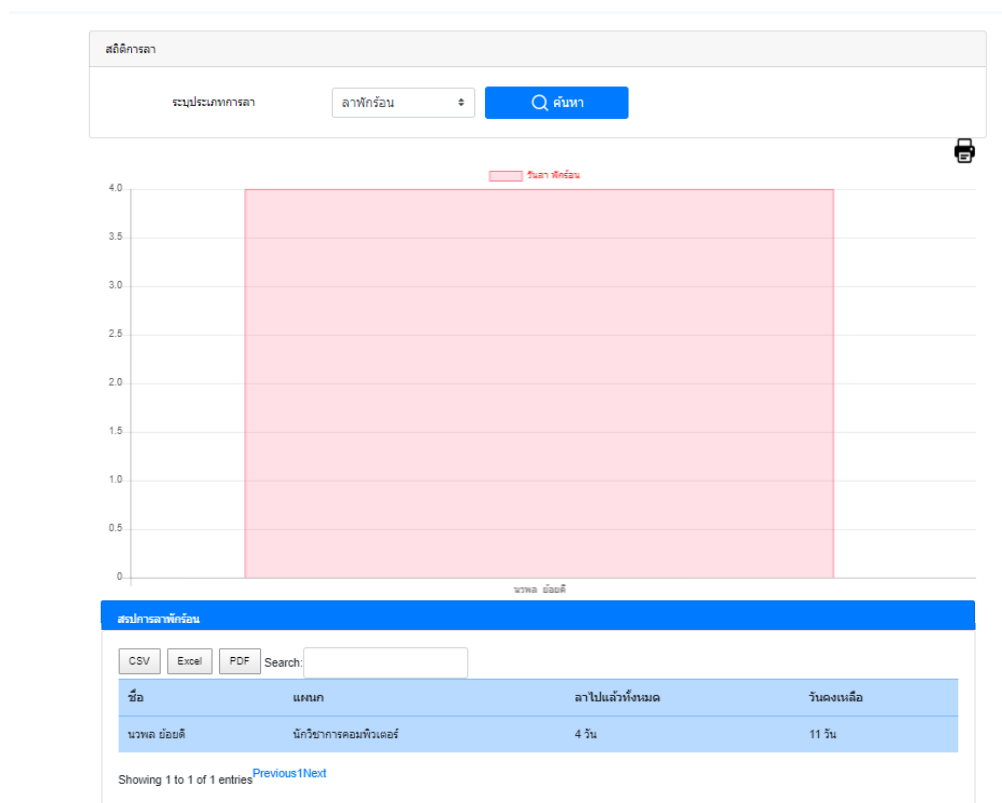 สถิติการลา
ระบุประเภทการลา ลาพักร้อน ค้นหา
วันลา พักร้อน
4.0
3.5
3.0
2.5
2.0
1.5
1.0
0.5
0
นวพล ย้อยดี
สรุปการลาพักร้อน
CSV Excel PDF Search:
ชื่อ แผนก ลาไปแล้วทั้งหมด วันคงเหลือ
นวพล ย้อยดี นักวิชาการคอมพิวเตอร์ 4 วัน 11 วัน
Showing 1 to 1 of 1 entries Previous1Next